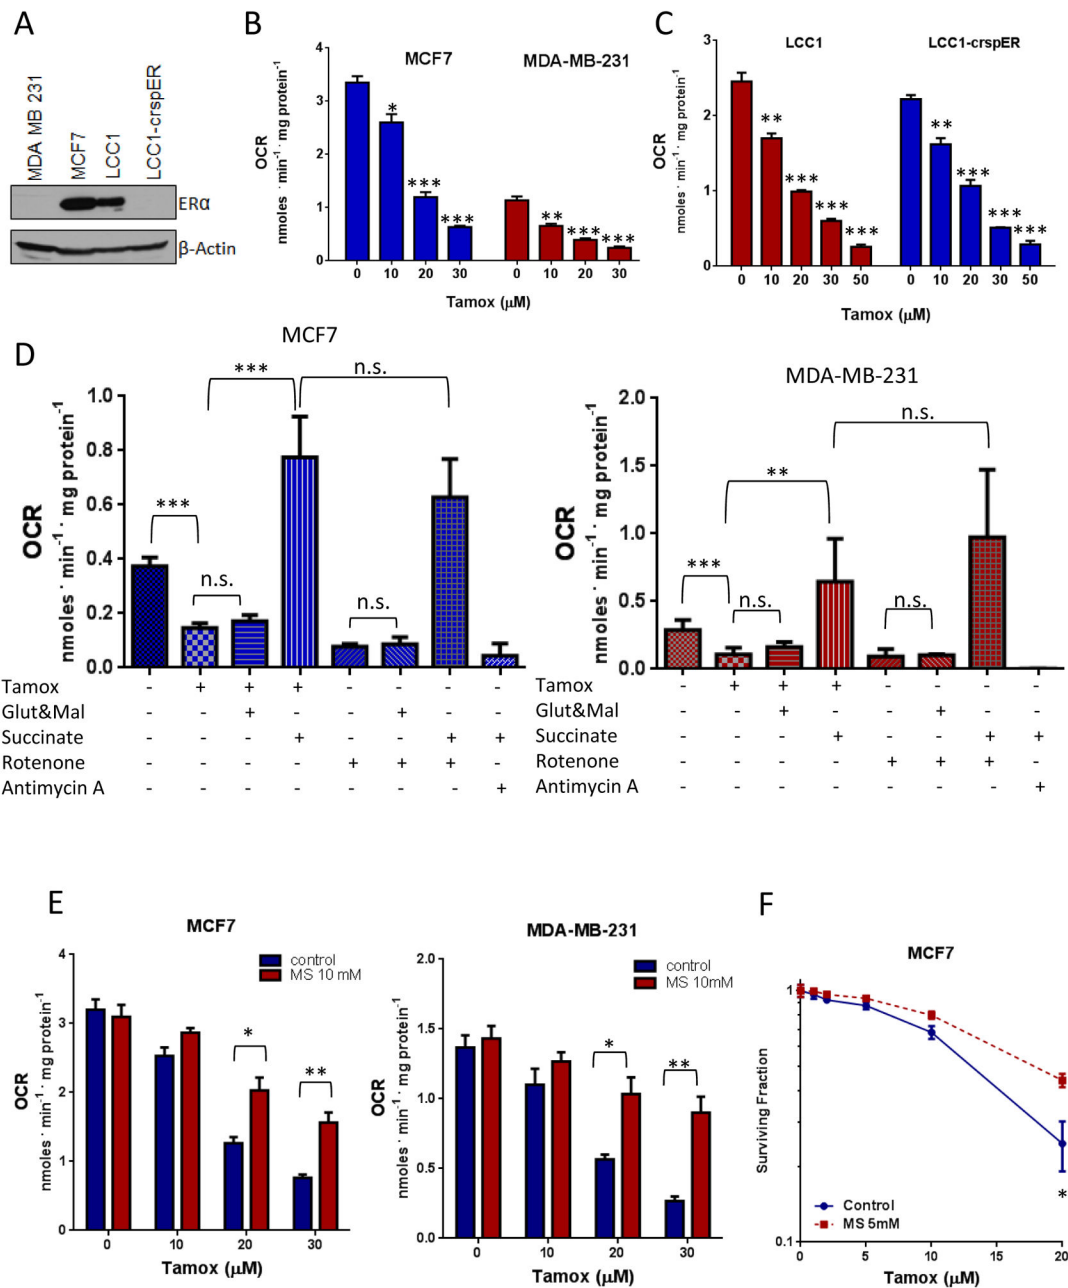 A
MDA MB 231
MCF7
LCC1
LCC1-crspER
ERα
β-Actin
B
MCF7
MDA-MB-231
OCR
nmoles · min⁻¹ · mg protein⁻¹
4
3
2
1
0
*
***
***
**
***
***
0 10 20 30 0 10 20 30
Tamox (μM)
C
LCC1
LCC1-crspER
OCR
nmoles · min⁻¹ · mg protein⁻¹
3
2
1
0
**
***
***
***
**
***
***
***
0 10 20 30 50 0 10 20 30 50
Tamox (μM)
D
MCF7
OCR
nmoles · min⁻¹ · mg protein⁻¹
1.0
0.8
0.6
0.4
0.2
0.0
*** n.s.
***
n.s. n.s.
Tamox - + + + - - - -
Glut&Mal - - + - - + - -
Succinate - - - + - - + +
Rotenone - - - - + + + -
Antimycin A - - - - - - - +
MDA-MB-231
OCR
nmoles · min⁻¹ · mg protein⁻¹
2.0
1.5
1.0
0.5
0.0
n.s.
**
***
n.s. n.s.
Tamox - + + + - - - -
Glut&Mal - - + - - + - -
Succinate - - - + - - + +
Rotenone - - - - + + + -
Antimycin A - - - - - - - +
E
MCF7
control
MS 10 mM
OCR
nmoles · min⁻¹ · mg protein⁻¹
4
3
2
1
0
*
**
0 10 20 30
Tamox (μM)
MDA-MB-231
control
MS 10mM
OCR
nmoles · min⁻¹ · mg protein⁻¹
2.0
1.5
1.0
0.5
0.0
*
**
0 10 20 30
Tamox (μM)
F
MCF7
Surviving Fraction
1
0.1
*
Control
MS 5mM
0 5 10 15 20
Tamox (μM)